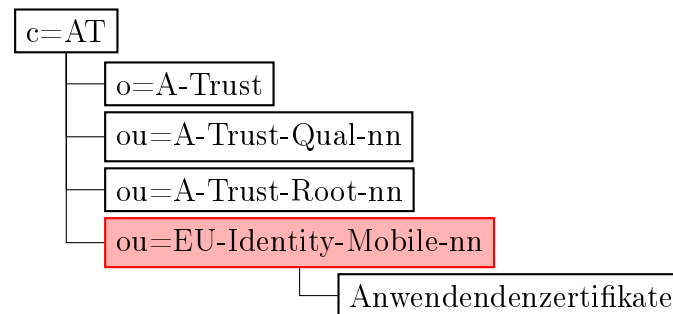 c=AT
o=A-Trust
ou=A-Trust-Qual-nn
ou=A-Trust-Root-nn
ou=EU-Identity-Mobile-nn
Anwendendenzertifikate